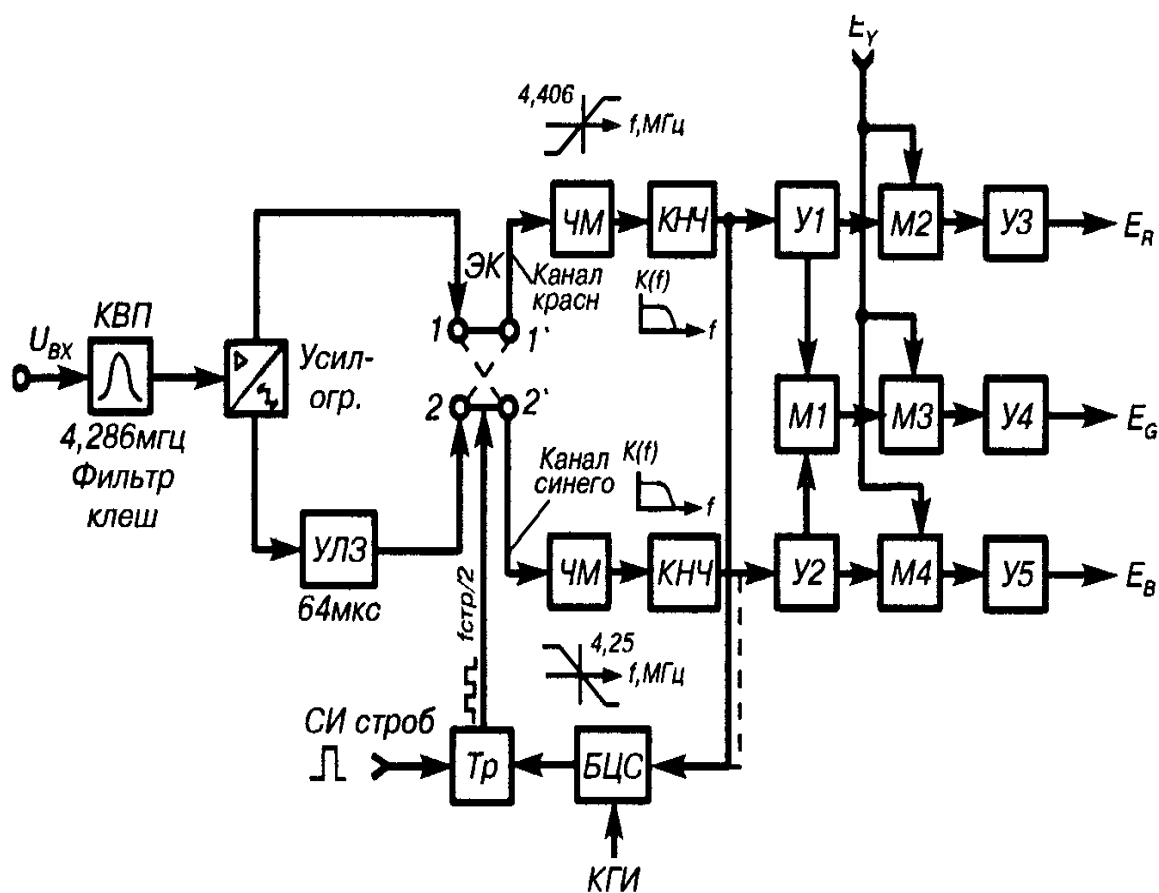 E_Y
4,406
f,МГц
ЧМ
КНЧ
У1
М2
У3
E_R
ЭК
Канал
красн
K(f)
f
КВП
U_ВХ
4,286мгц
Фильтр
клеш
Усил-
огр.
1
1`
2
2`
М1
М3
У4
E_G
Канал
синего
K(f)
f
УЛЗ
64мкс
ЧМ
КНЧ
У2
М4
У5
E_B
fстр/2
4,25
f,МГц
СИ строб
Тр
БЦС
КГИ